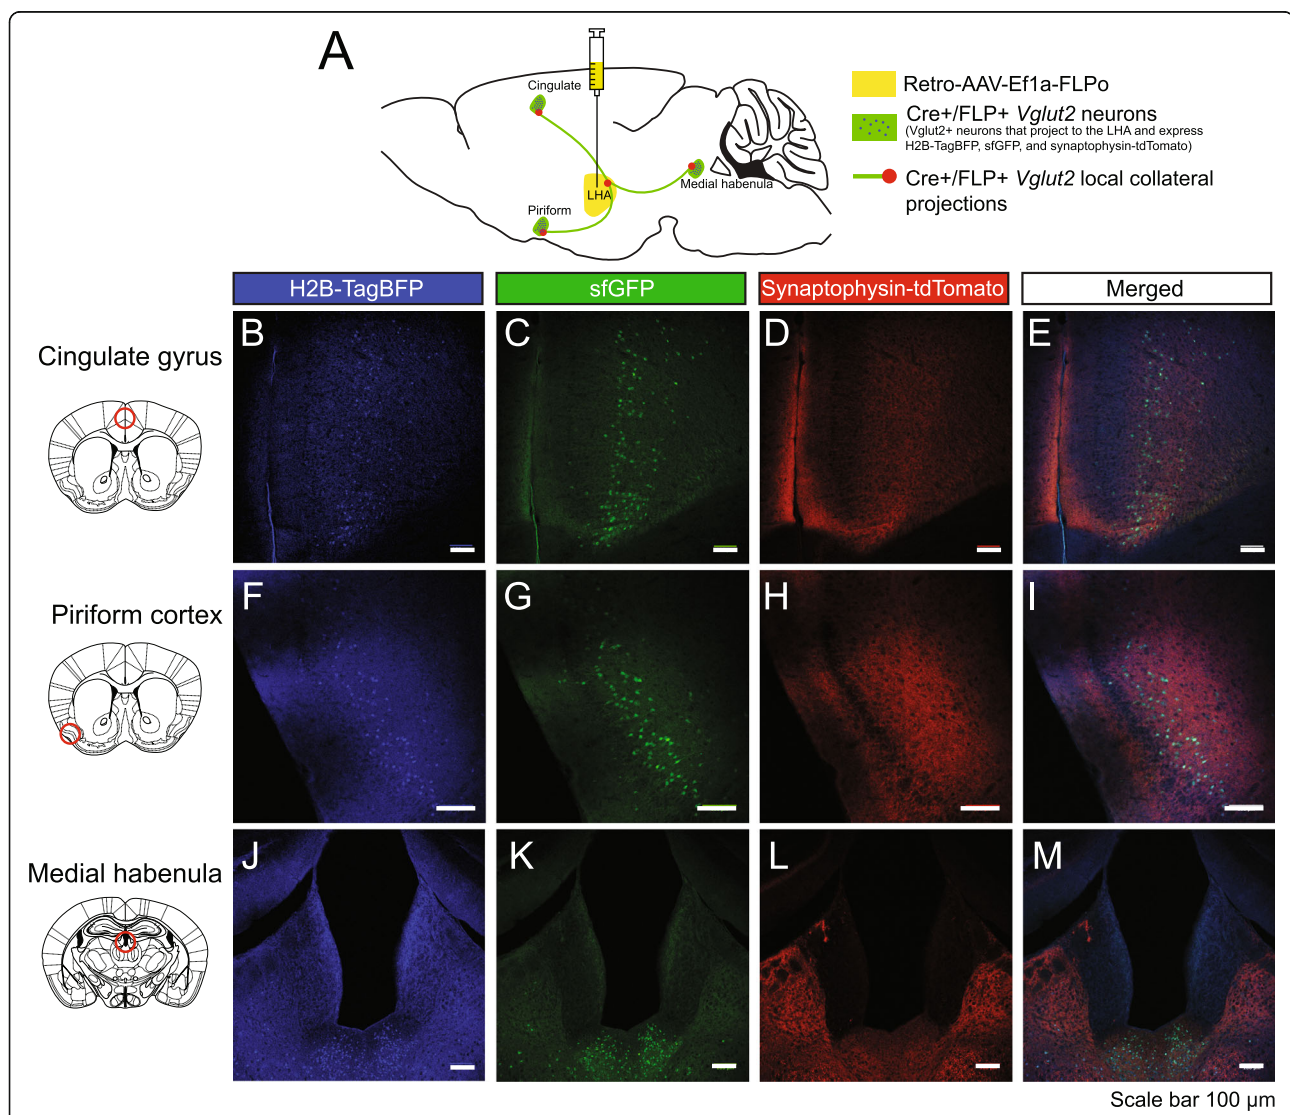 A
Cingulate
Medial habenula
LHA
Piriform
Retro-AAV-Ef1a-FLPo
Cre+/FLP+ Vglut2 neurons
(Vglut2+ neurons that project to the LHA and express
H2B-TagBFP, sfGFP, and synaptophysin-tdTomato)
Cre+/FLP+ Vglut2 local collateral
projections
H2B-TagBFP
sfGFP
Synaptophysin-tdTomato
Merged
Cingulate gyrus
B
C
D
E
Piriform cortex
F
G
H
I
Medial habenula
J
K
L
M
Scale bar 100 µm